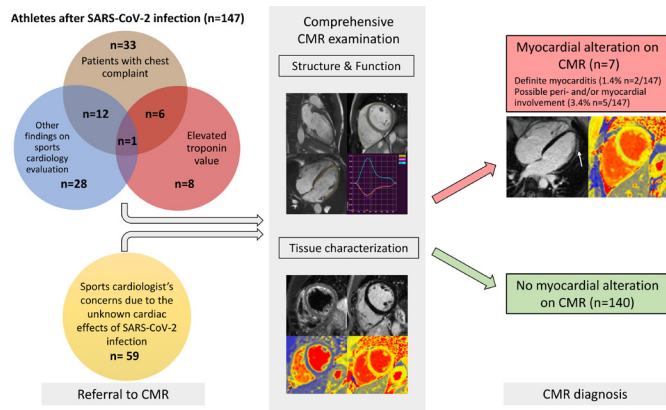 Athletes after SARS-CoV-2 infection (n=147)
n=33
Patients with chest
complaint
n=12
n=6
n=1
Other
findings on
sports
cardiology
evaluation
n=28
Elevated
troponin
value
n=8
Sports cardiologist's
concerns due to the
unknown cardiac
effects of SARS-CoV-2
infection
n= 59
Referral to CMR
Comprehensive
CMR examination
Structure & Function
Tissue characterization
Myocardial alteration on
CMR (n=7)
Definite myocarditis (1.4% n=2/147)
Possible peri- and/or myocardial
involvement (3.4% n=5/147)
No myocardial alteration
on CMR (n=140)
CMR diagnosis